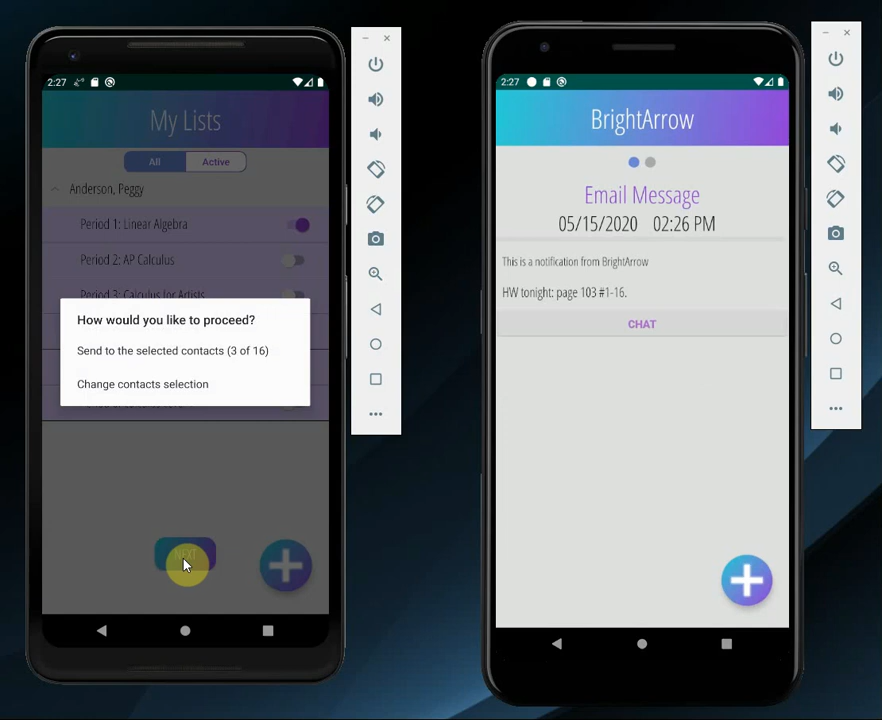 2:27
My Lists
All Active
Anderson, Peggy
Period 1: Linear Algebra
Period 2: AP Calculus
Period 3: Calculus for Artists
How would you like to proceed?
Send to the selected contacts (3 of 16)
Change contacts selection
NEXT
2:27
BrightArrow
Email Message
05/15/2020 02:26 PM
This is a notification from BrightArrow
HW tonight: page 103 #1-16.
CHAT